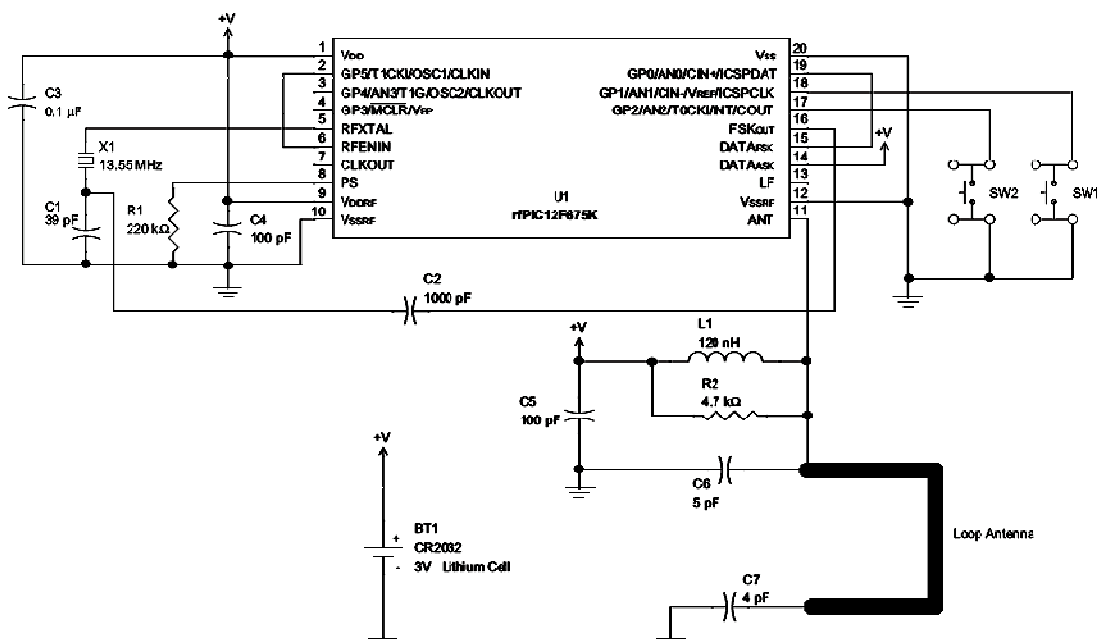 +V
1 VDD
2 GP5/T1CKI/OSC1/CLKIN
3 GP4/AN3/T1G/OSC2/CLKOUT
4 GP3/MCLR/VPP
5 RFXTAL
6 RFENIN
7 CLKOUT
8 PS
9 VDDRF
10 VSSRF
VSS 20
GP0/AN0/CIN+/ICSPDAT 19
GP1/AN1/CIN-/VREF/ICSPCLK 18
GP2/AN2/T0CKI/INT/COUT 17
FSKOUT 16
DATAFSK 15
DATAASK 14
LF 13
VSSRF 12
ANT 11
U1
rfPIC12F675K
C3
0.1 µF
X1
13.55 MHz
C1
39 pF
R1
220 kΩ
C4
100 pF
+V
SW2
SW1
C2
1000 pF
+V
L1
120 nH
R2
4.7 kΩ
C5
100 pF
C6
5 pF
+V
BT1
+ CR2032
- 3V Lithium Cell
Loop Antenna
C7
4 pF